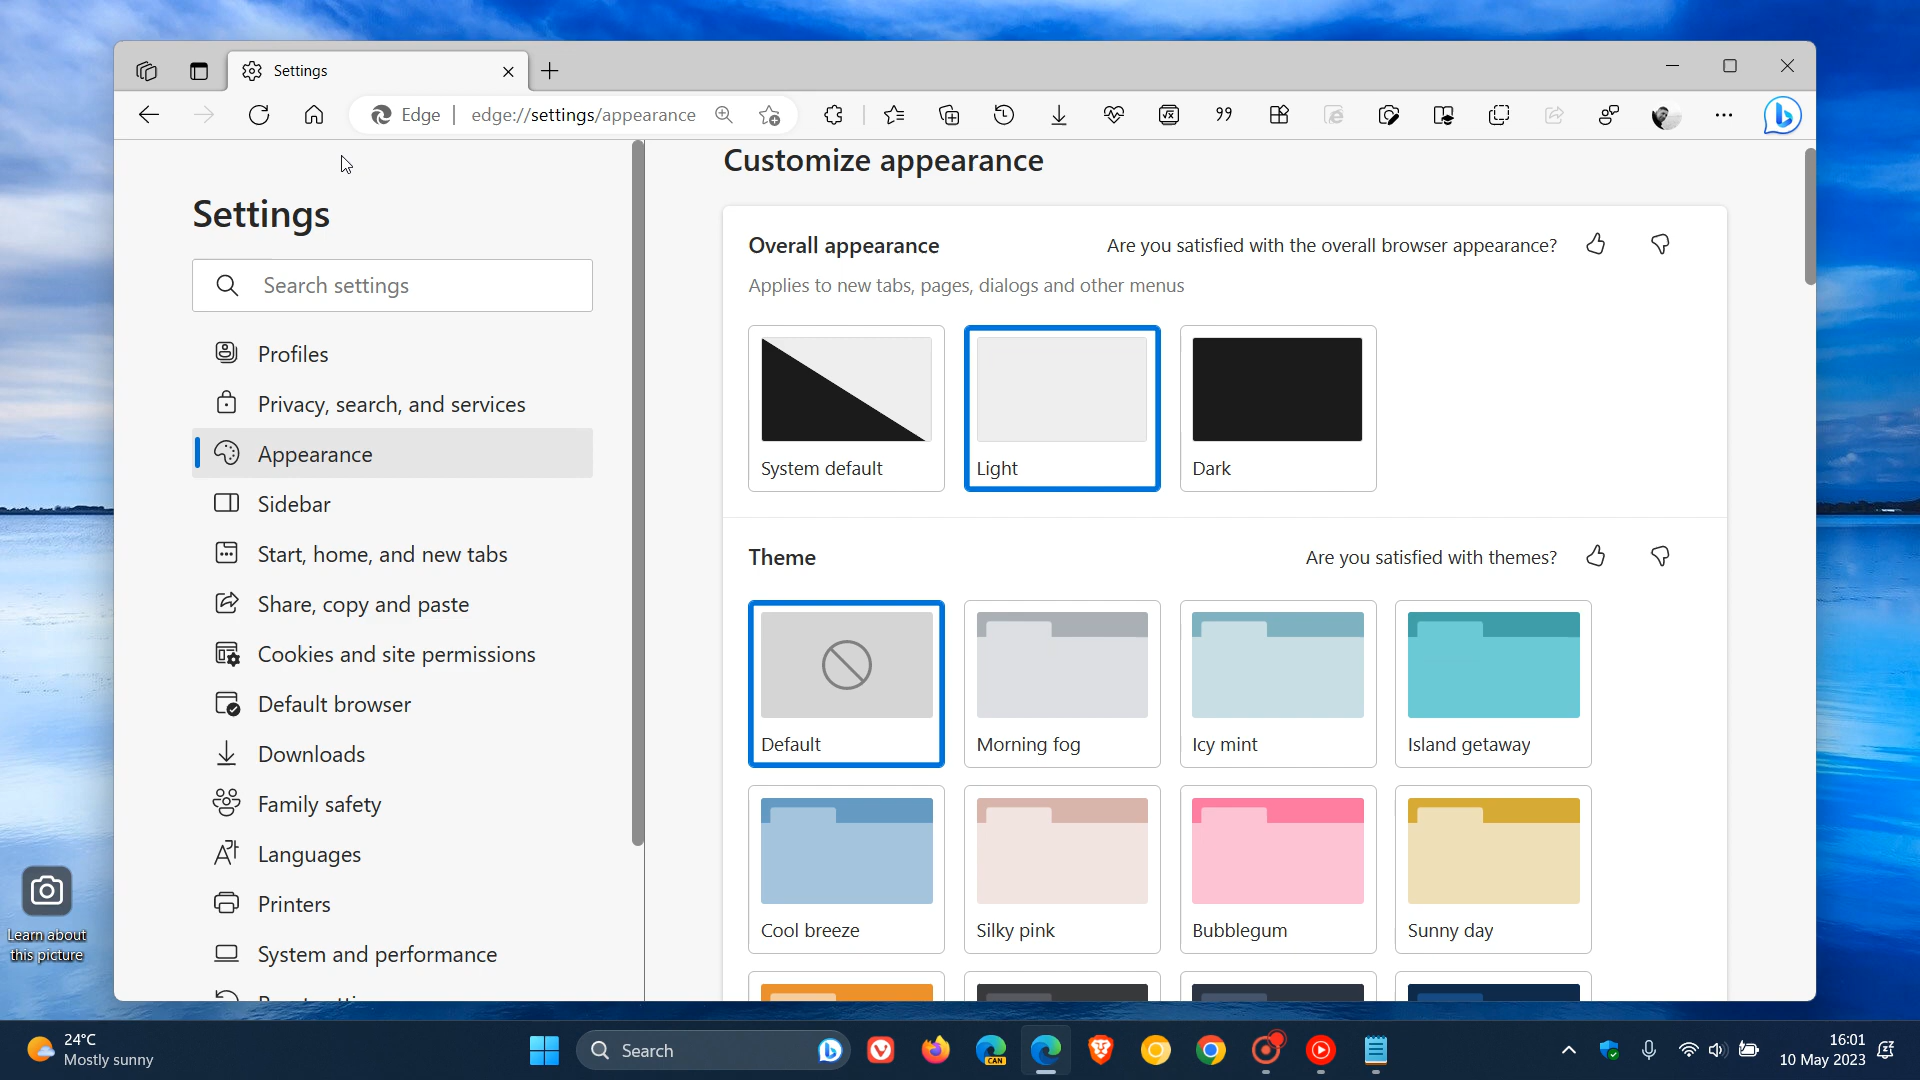 Settings
Edge
edge://settings/appearance
Settings
Search settings
Profiles
Privacy, search, and services
Appearance
Sidebar
Start, home, and new tabs
Share, copy and paste
Cookies and site permissions
Default browser
Downloads
Family safety
Languages
Printers
System and performance
Customize appearance
Overall appearance
Are you satisfied with the overall browser appearance?
Applies to new tabs, pages, dialogs and other menus
System default
Light
Dark
Theme
Are you satisfied with themes?
Default
Morning fog
Icy mint
Island getaway
Cool breeze
Silky pink
Bubblegum
Sunny day
Learn about
this picture
24°C
Mostly sunny
Search
CAN
16:01
10 May 2023